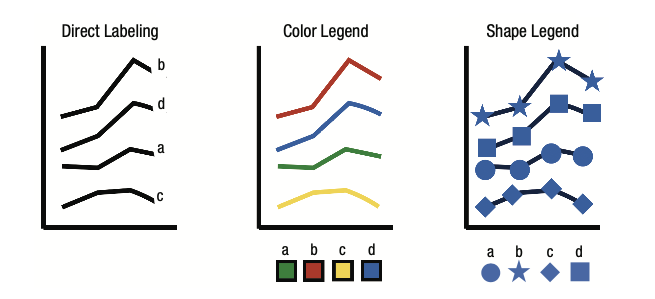 Direct Labeling
b
d
a
c
Color Legend
a b c d
Shape Legend
a b c d